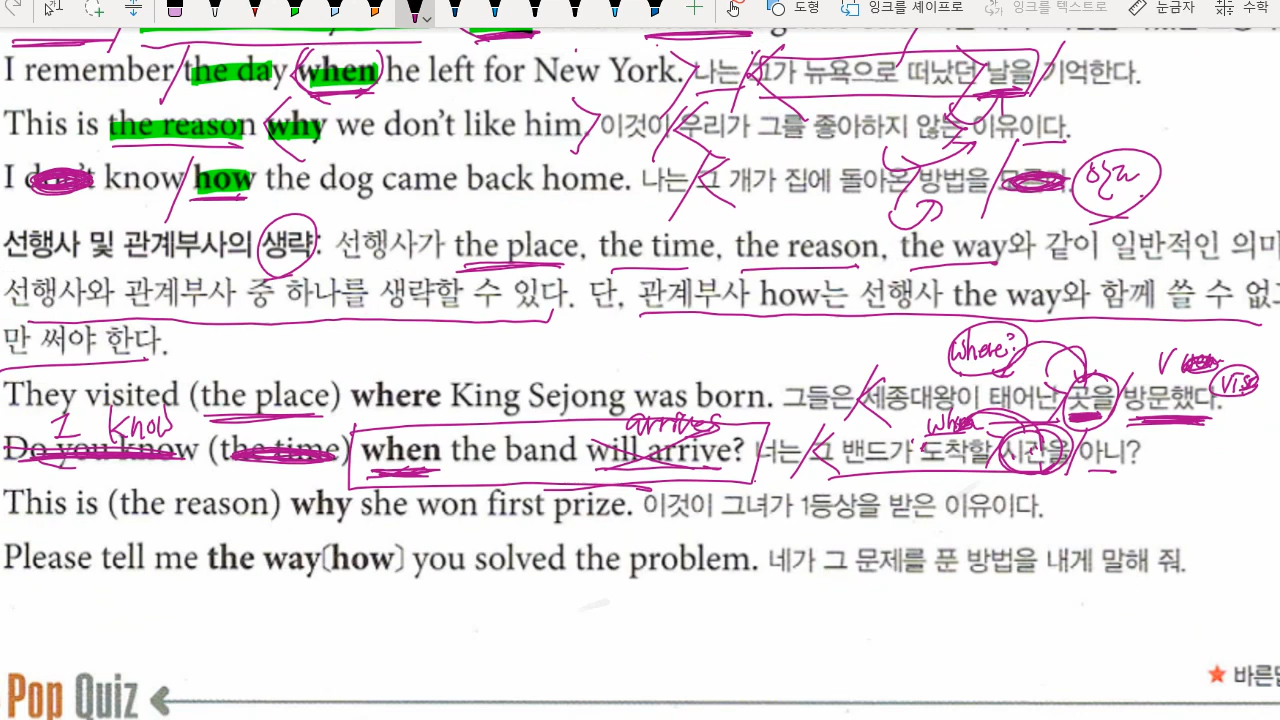 도형 잉크를 셰이프로 잉크를 텍스트로 눈금자 수학
I remember the day when he left for New York. 나는 그가 뉴욕으로 떠났던 날을 기억한다.
This is the reason why we don't like him. 이것이 우리가 그를 좋아하지 않는 이유이다.
I don't know how the dog came back home. 나는 그 개가 집에 돌아온 방법을
선행사 및 관계부사의 생략: 선행사가 the place, the time, the reason, the way와 같이 일반적인 의미
선행사와 관계부사 중 하나를 생략할 수 있다. 단, 관계부사 how는 선행사 the way와 함께 쓸 수 없고
만 써야 한다.
where?
They visited (the place) where King Sejong was born. 그들은 세종대왕이 태어난 곳을 방문했다.
I know arrives when
Do you know (the time) when the band will arrive? 너는 그 밴드가 도착할 시간을 아니?
This is (the reason) why she won first prize. 이것이 그녀가 1등상을 받은 이유이다.
Please tell me the way[how] you solved the problem. 네가 그 문제를 푼 방법을 내게 말해 줘.
Pop Quiz